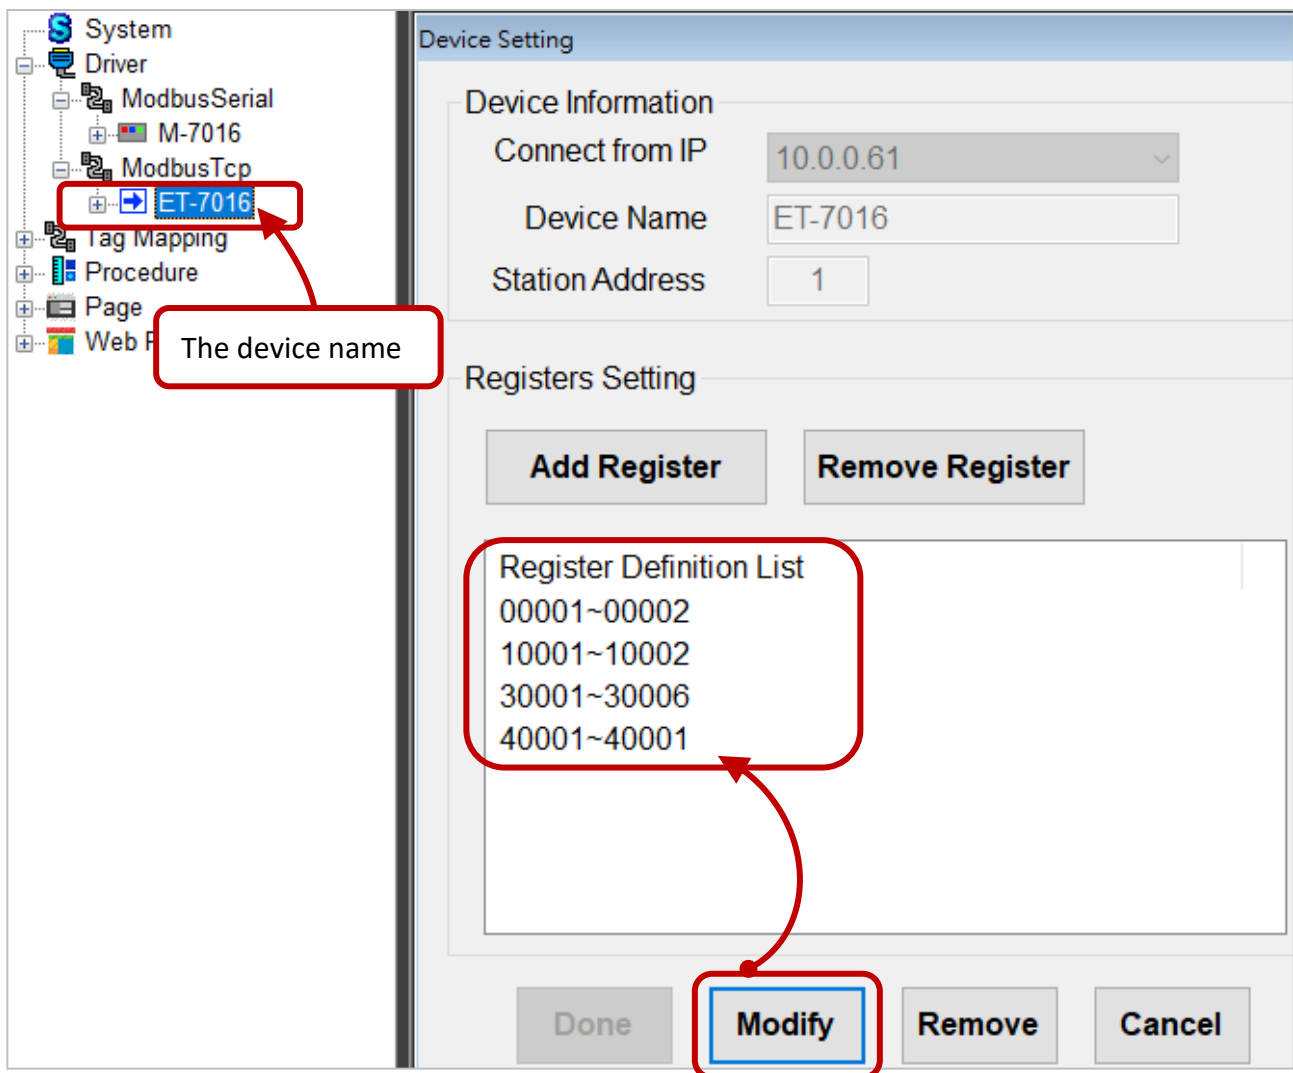 System
Driver
ModbusSerial
M-7016
ModbusTcp
ET-7016
Tag Mapping
Procedure
Page
Web
The device name
Device Setting
Device Information
Connect from IP
10.0.0.61
Device Name
ET-7016
Station Address
1
Registers Setting
Add Register
Remove Register
Register Definition List
00001~00002
10001~10002
30001~30006
40001~40001
Done
Modify
Remove
Cancel